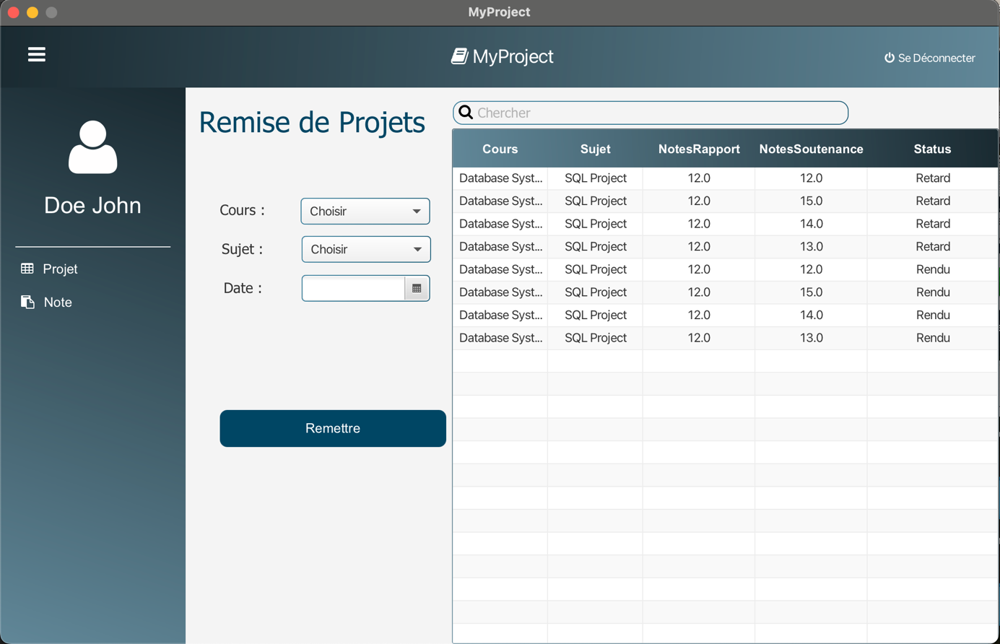 MyProject
MyProject
Se Déconnecter
Doe John
Projet
Note
Remise de Projets
Cours :
Choisir
Sujet :
Choisir
Date :
Remettre
Chercher
Cours Sujet NotesRapport NotesSoutenance Status
Database Syst... SQL Project 12.0 12.0 Retard
Database Syst... SQL Project 12.0 15.0 Retard
Database Syst... SQL Project 12.0 14.0 Retard
Database Syst... SQL Project 12.0 13.0 Retard
Database Syst... SQL Project 12.0 12.0 Rendu
Database Syst... SQL Project 12.0 15.0 Rendu
Database Syst... SQL Project 12.0 14.0 Rendu
Database Syst... SQL Project 12.0 13.0 Rendu